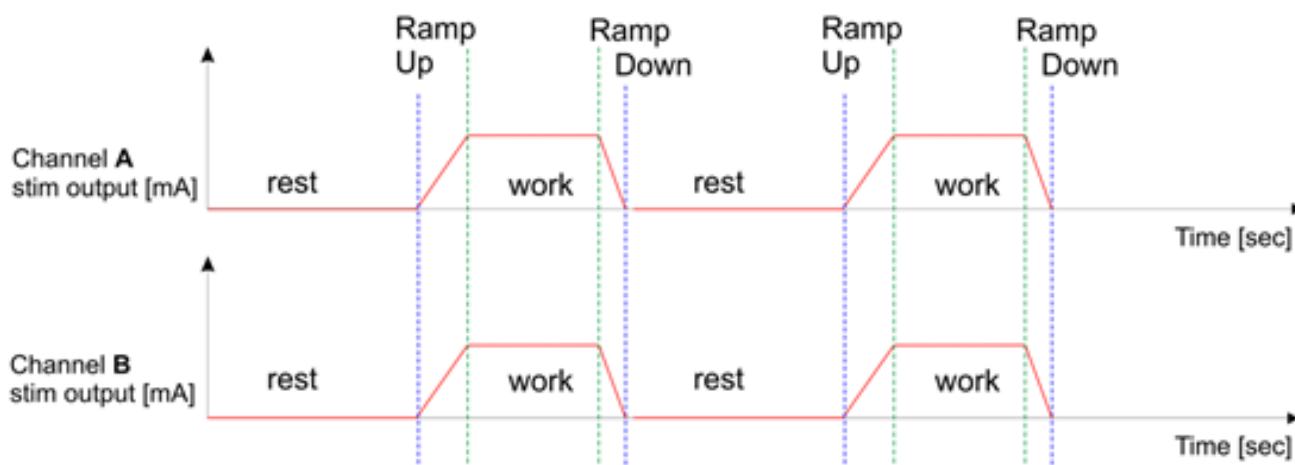 Ramp Up
Ramp Down
Ramp Up
Ramp Down
Channel A
stim output [mA]
rest
work
rest
work
Time [sec]
Channel B
stim output [mA]
rest
work
rest
work
Time [sec]